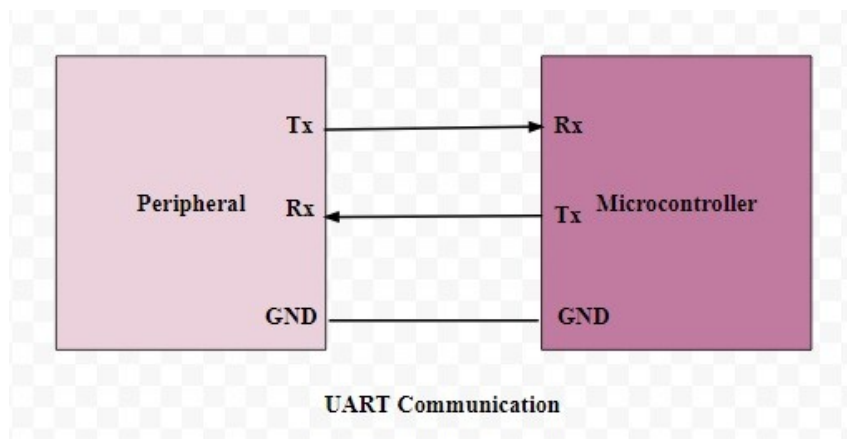 Tx
Rx
Peripheral
Rx
Tx
Microcontroller
GND
GND
UART Communication